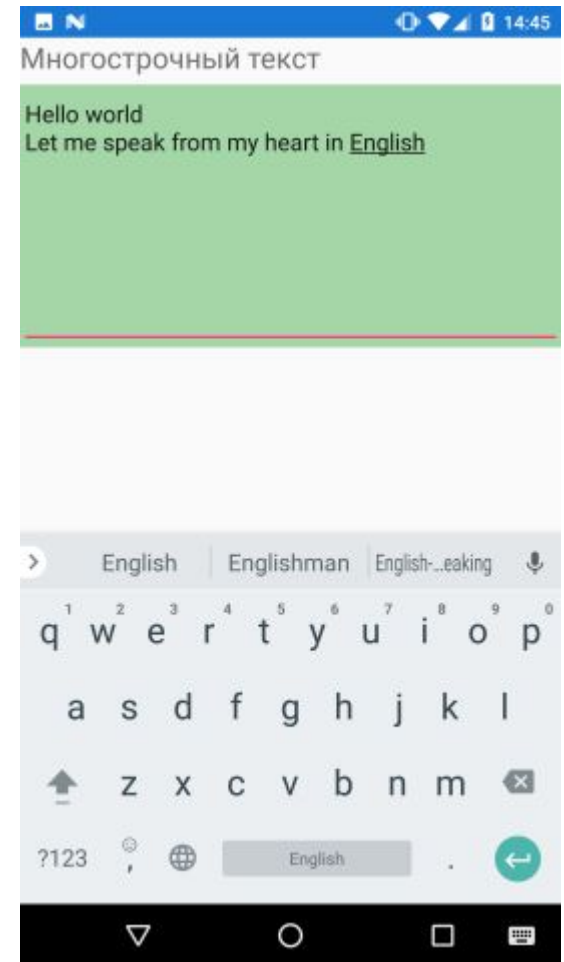 14:45
Многострочный текст
Hello world
Let me speak from my heart in English
English Englishman English-..eaking
1 2 3 4 5 6 7 8 9 0
q w e r t y u i o p
a s d f g h j k l
z x c v b n m
?123 , English .